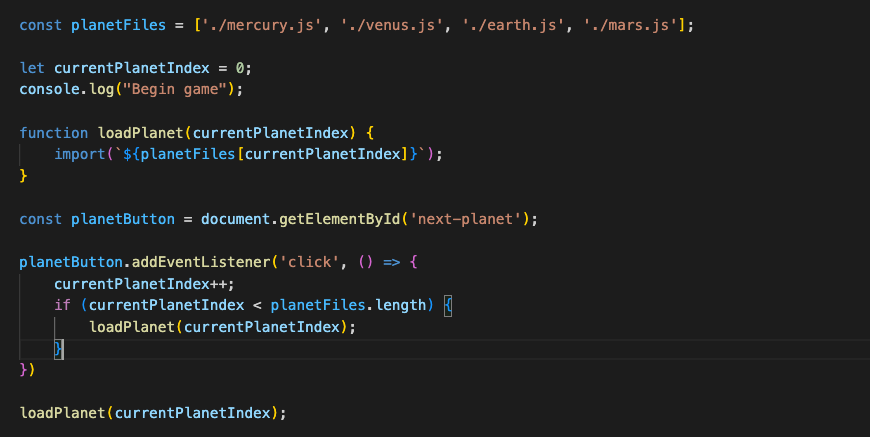 const planetFiles = ['./mercury.js', './venus.js', './earth.js', './mars.js'];
let currentPlanetIndex = 0;
console.log("Begin game");
function loadPlanet(currentPlanetIndex) {
    import(`${planetFiles[currentPlanetIndex]}`);
}
const planetButton = document.getElementById('next-planet');
planetButton.addEventListener('click', () => {
    currentPlanetIndex++;
    if (currentPlanetIndex < planetFiles.length) {
        loadPlanet(currentPlanetIndex);
    }
})
loadPlanet(currentPlanetIndex);